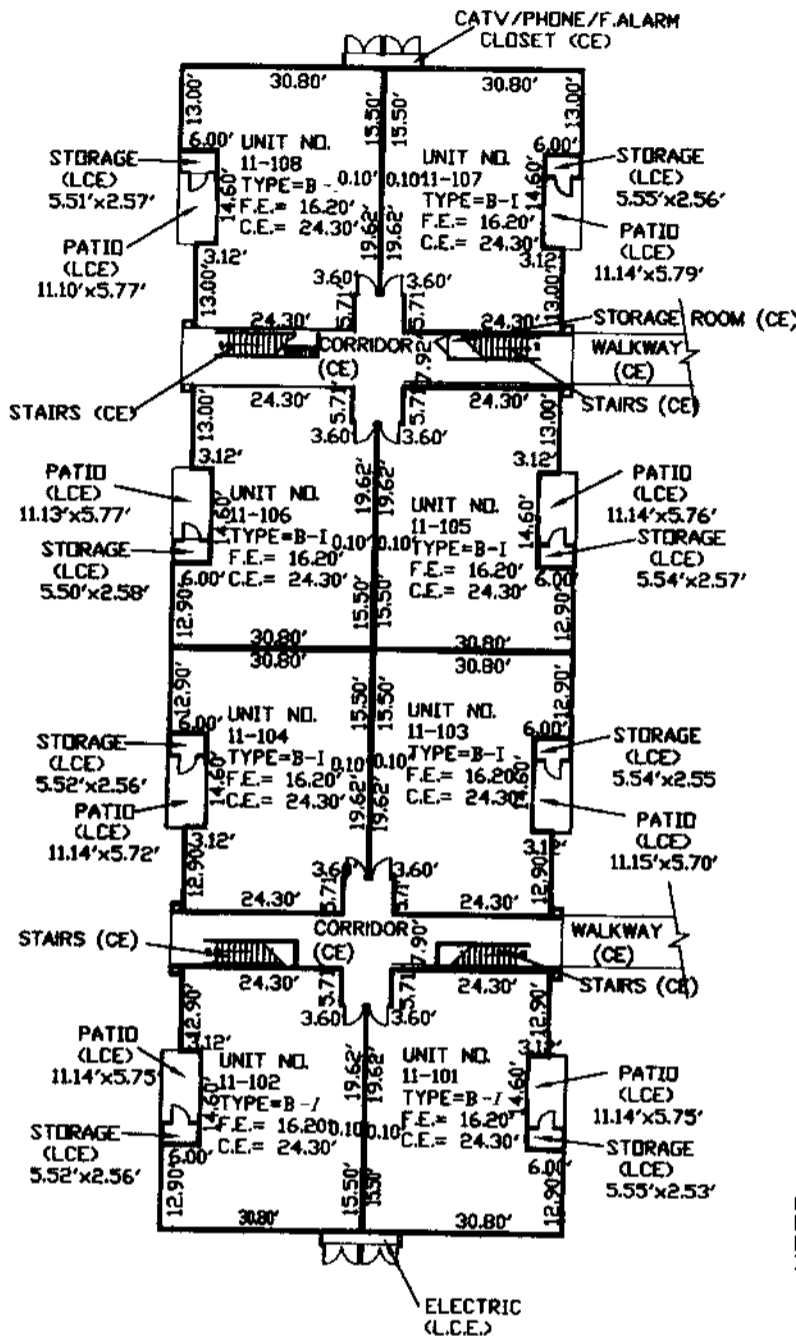 CATV/PHONE/F.ALARM
CLOSET (CE)
30.80'
30.80'
13.00'
15.50'
15.50'
13.00'
6.00'
6.00'
STORAGE
(LCE)
5.51'x2.57'
UNIT NO.
11-108
TYPE=B -
F.E.= 16.20'
C.E.= 24.30'
14.60'
0.10'
0.10'
UNIT NO.
11-107
TYPE=B-I
F.E.= 16.20'
C.E.= 24.30'
14.60'
STORAGE
(LCE)
5.55'x2.56'
PATIO
(LCE)
11.10'x5.77'
PATIO
(LCE)
11.14'x5.79'
19.62'
19.62'
3.12'
3.12'
13.00'
13.00'
3.60'
3.60'
5.71'
5.71'
24.30'
24.30'
STORAGE ROOM (CE)
CORRIDOR
(CE)
7.92'
WALKWAY
(CE)
STAIRS (CE)
STAIRS (CE)
24.30'
24.30'
5.71'
5.71'
3.60'
3.60'
13.00'
13.00'
3.12'
3.12'
PATIO
(LCE)
11.13'x5.77'
STORAGE
(LCE)
5.50'x2.58'
14.60'
UNIT NO.
11-106
TYPE=B-I
F.E.= 16.20'
C.E.= 24.30'
19.62'
19.62'
0.10'
0.10'
UNIT NO.
11-105
TYPE=B-I
F.E.= 16.20'
C.E.= 24.30'
14.60'
PATIO
(LCE)
11.14'x5.76'
STORAGE
(LCE)
5.54'x2.57'
6.00'
6.00'
12.90'
15.50'
15.50'
12.90'
30.80'
30.80'
30.80'
30.80'
12.90'
15.50'
15.50'
12.90'
6.00'
6.00'
STORAGE
(LCE)
5.52'x2.56'
PATIO
(LCE)
11.14'x5.72'
14.60'
UNIT NO.
11-104
TYPE=B-I
F.E.= 16.20'
C.E.= 24.30'
0.10'
0.10'
UNIT NO.
11-103
TYPE=B-I
F.E.= 16.20'
C.E.= 24.30'
14.60'
STORAGE
(LCE)
5.54'x2.55
PATIO
(LCE)
11.15'x5.70'
19.62'
19.62'
3.12'
3.12'
12.90'
12.90'
3.60'
3.60'
5.71'
5.71'
24.30'
24.30'
STAIRS (CE)
CORRIDOR
(CE)
7.90'
WALKWAY
(CE)
STAIRS (CE)
24.30'
24.30'
5.71'
5.71'
3.60'
3.60'
12.90'
12.90'
3.12'
PATIO
(LCE)
11.14'x5.75'
STORAGE
(LCE)
5.52'x2.56'
14.60'
UNIT NO.
11-102
TYPE=B-I
F.E.= 16.20'
C.E.= 24.30'
19.62'
19.62'
0.10'
0.10'
UNIT NO.
11-101
TYPE=B-I
F.E.= 16.20'
C.E.= 24.30'
14.60'
PATIO
(LCE)
11.14'x5.75'
STORAGE
(LCE)
5.55'x2.53'
6.00'
6.00'
12.90'
15.50'
15.50'
12.90'
30.80'
30.80'
ELECTRIC
(L.C.E.)